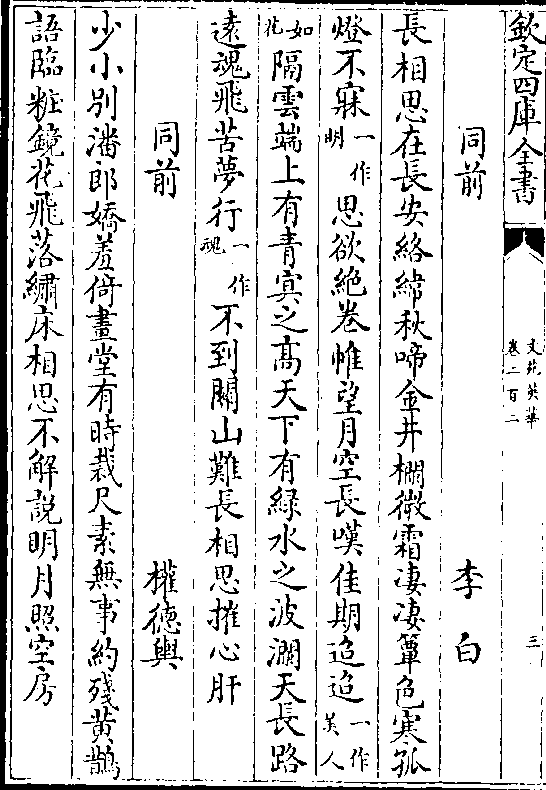 欽定四庫全書
文苑英華
卷二百二
三
同前 李白
長相思在長安絡緯秋啼金井欄微霜凄凄簟色寒孤
燈不寐一作明思欲絶卷帷望月空長嘆佳期迢迢一作美人
如花隔雲端上有青㝠之髙天下有緑水之波瀾天長路
遠魂飛苦夢行一作魂不到關山難長相思摧心肝
同前 權德輿
少小别潘郎嬌羞倚畫堂有時裁尺素無事約殘黄鵲
語臨粧鏡花飛落繡床相思不解説明月照空房